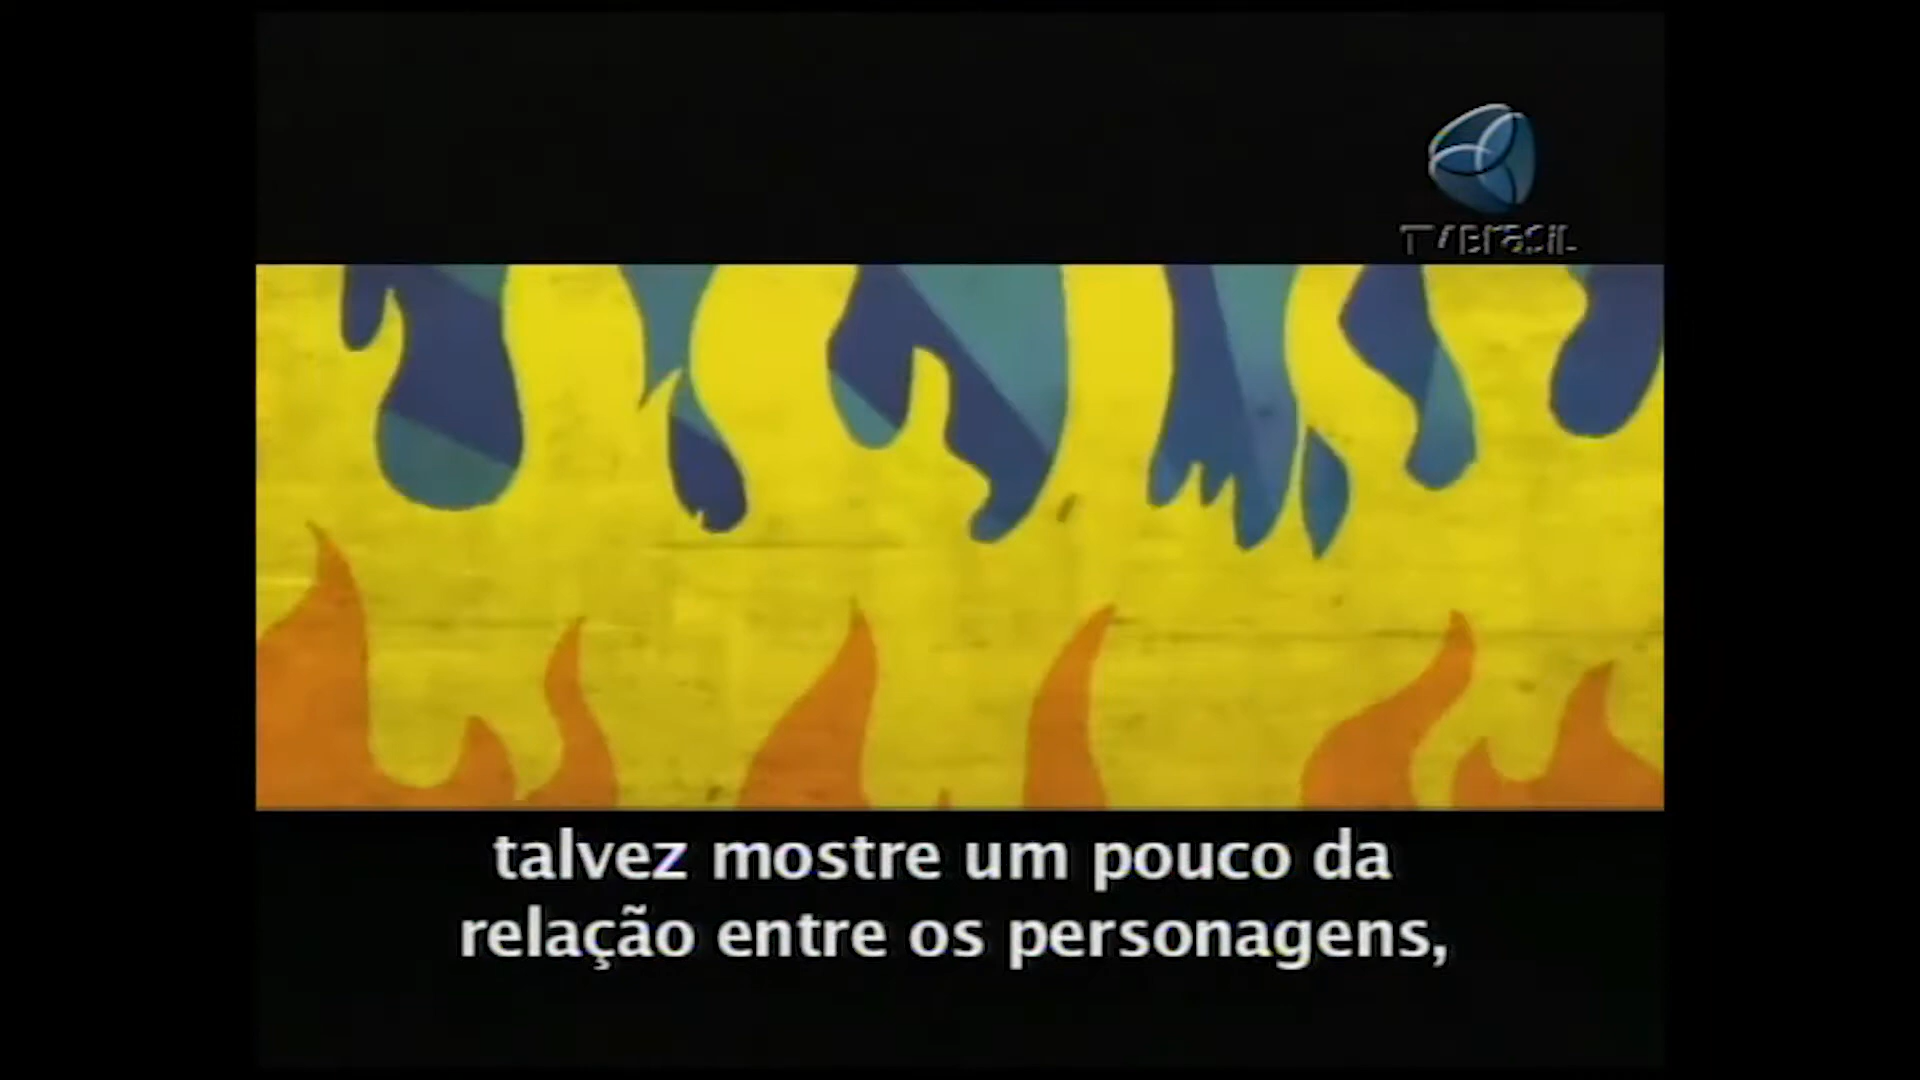 TV Brasil
talvez mostre um pouco da
relação entre os personagens,